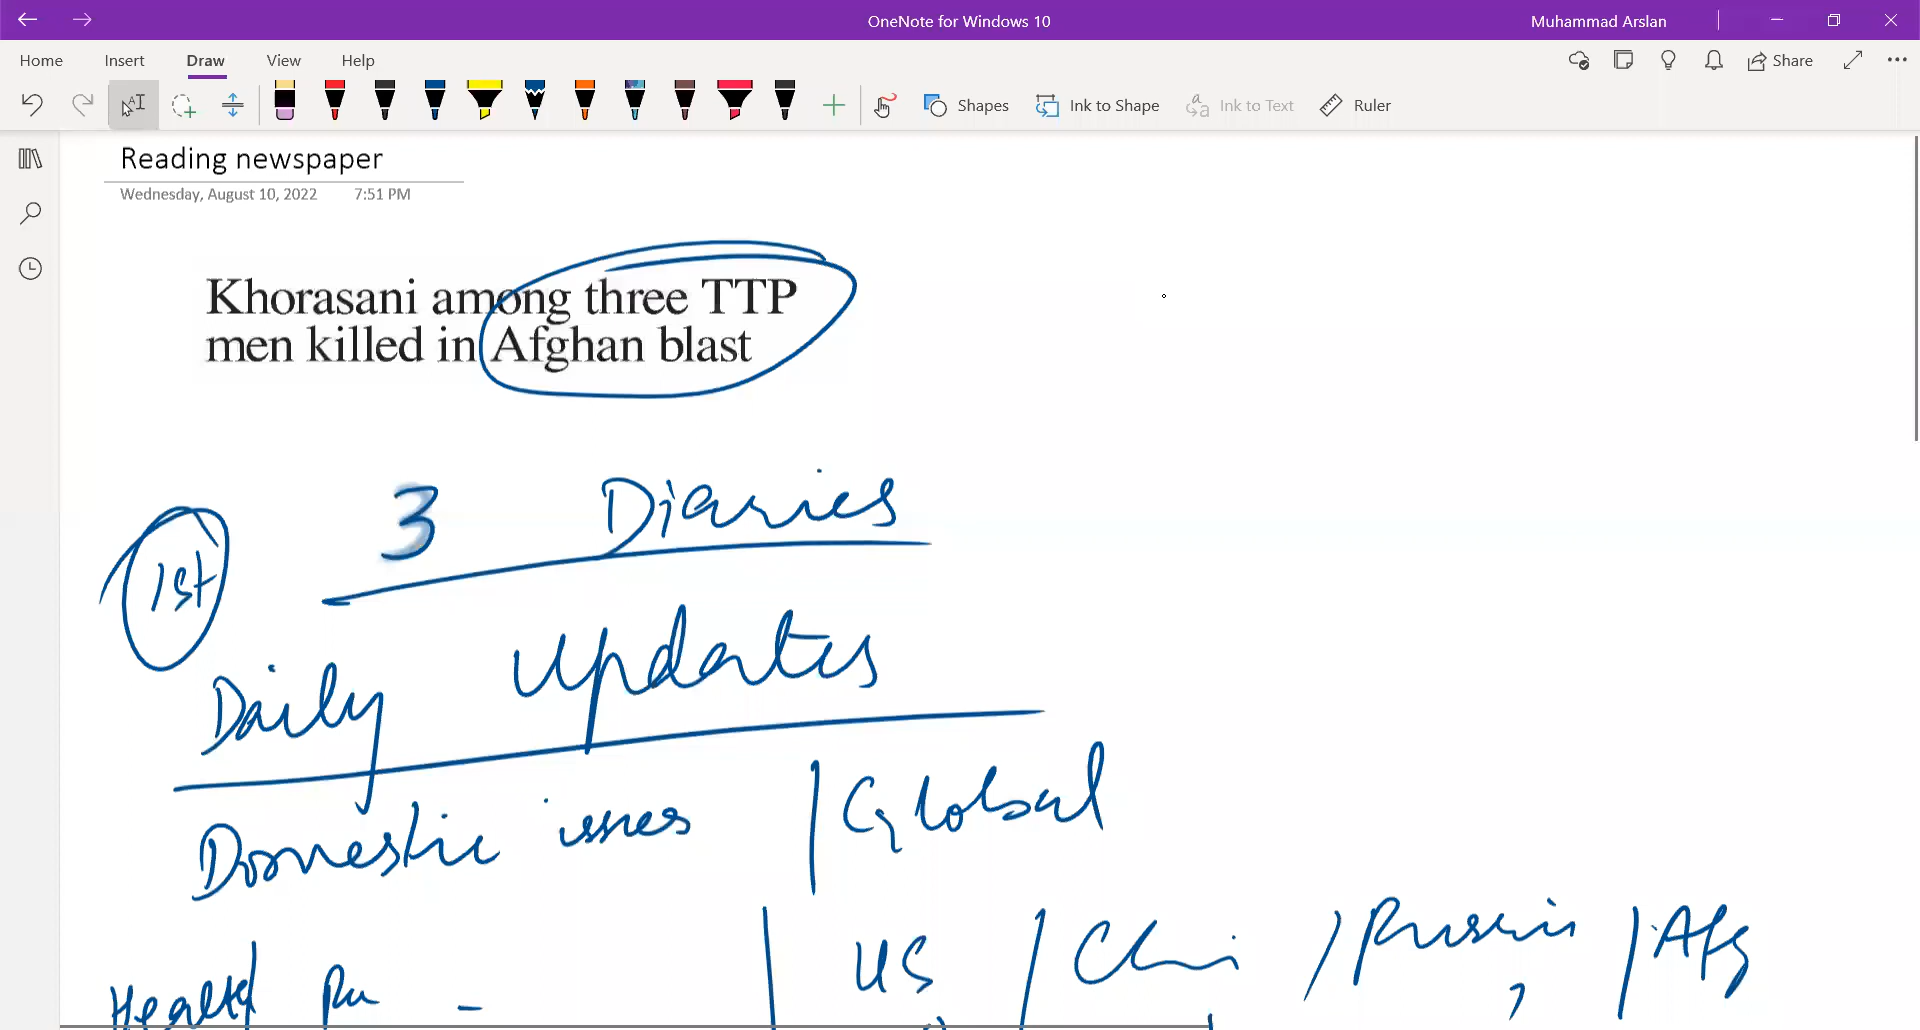 OneNote for Windows 10
Muhammad Arslan
Home Insert Draw View Help
Share
Shapes Ink to Shape Ink to Text Ruler
Reading newspaper
Wednesday, August 10, 2022 7:51 PM
Khorasani among three TTP
men killed in Afghan blast
3 Diaries
1st
Daily updates
Domestic issues | Global
| US / Chi / Russia / Afg
Health